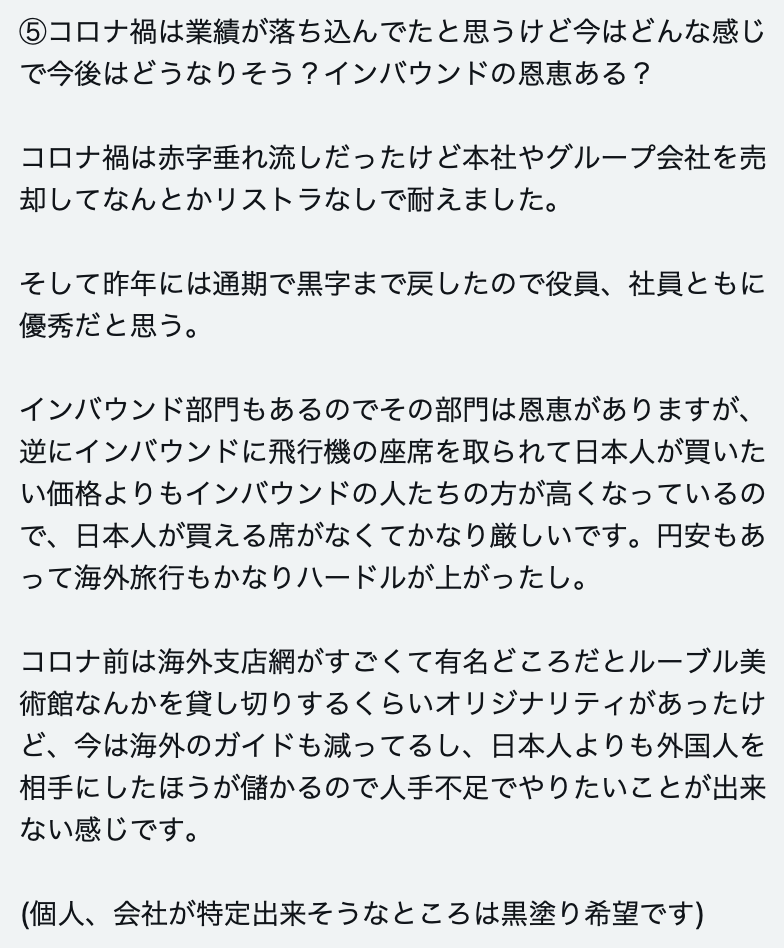 ⑤コロナ禍は業績が落ち込んでたと思うけど今はどんな感じ
で今後はどうなりそう？インバウンドの恩恵ある？
コロナ禍は赤字垂れ流しだったけど本社やグループ会社を売
却してなんとかリストラなしで耐えました。
そして昨年には通期で黒字まで戻したので役員、社員ともに
優秀だと思う。
インバウンド部門もあるのでその部門は恩恵がありますが、
逆にインバウンドに飛行機の座席を取られて日本人が買いた
い価格よりもインバウンドの人たちの方が高くなっているの
で、日本人が買える席がなくてかなり厳しいです。円安もあ
って海外旅行もかなりハードルが上がったし。
コロナ前は海外支店網がすごくて有名どころだとルーブル美
術館なんかを貸し切りするくらいオリジナリティがあったけ
ど、今は海外のガイドも減ってるし、日本人よりも外国人を
相手にしたほうが儲かるので人手不足でやりたいことが出来
ない感じです。
(個人、会社が特定出来そうなところは黒塗り希望です)